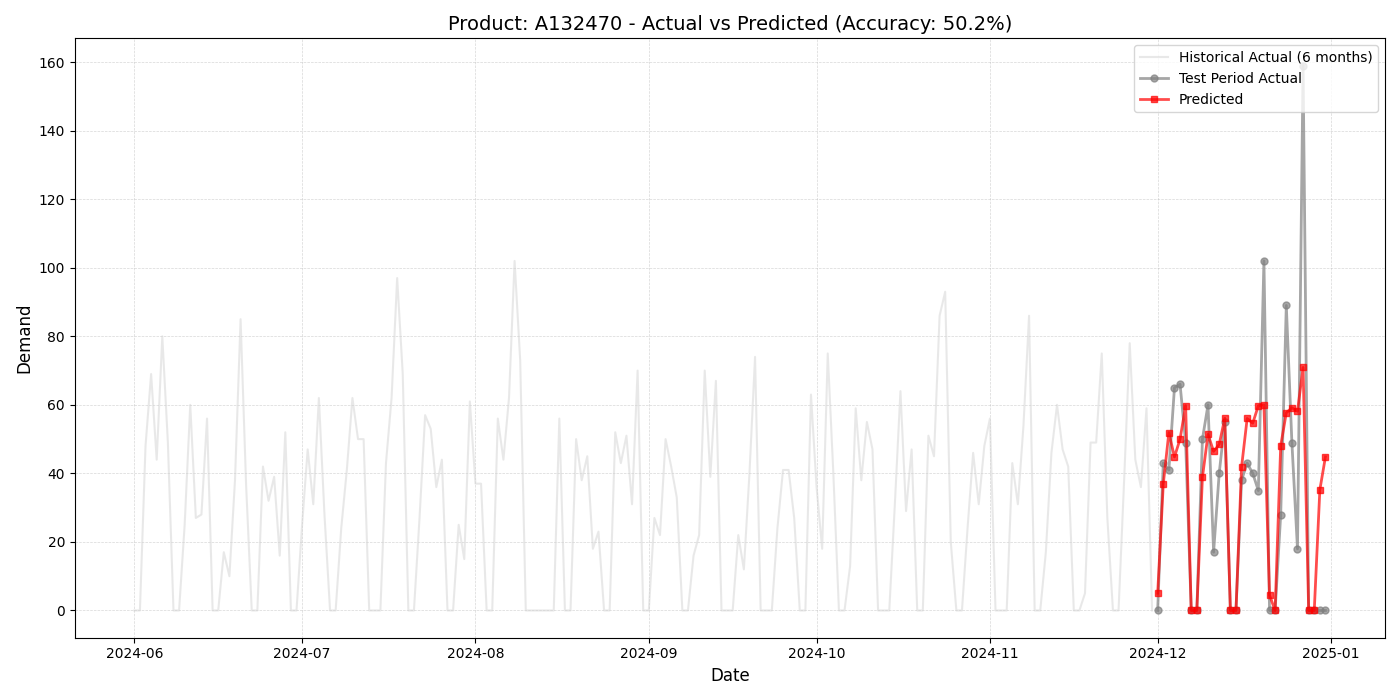 Product: A132470 - Actual vs Predicted (Accuracy: 50.2%)
Historical Actual (6 months)
Test Period Actual
Predicted
Demand
160
140
120
100
80
60
40
20
0
2024-06
2024-07
2024-08
2024-09
2024-10
2024-11
2024-12
2025-01
Date